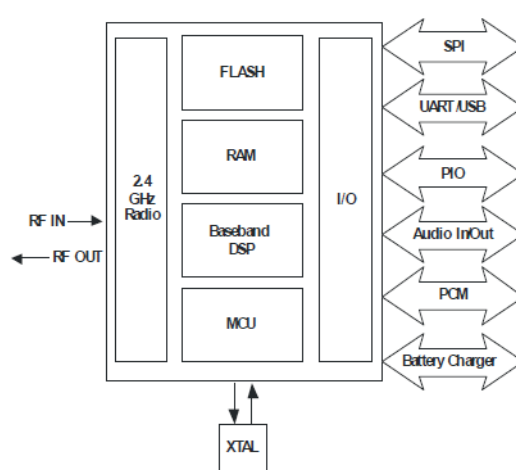 FLASH
RAM
Baseband
DSP
MCU
2.4
GHz
Radio
I/O
RF IN
RF OUT
SPI
UART/USB
PIO
Audio In/Out
PCM
Battery Charger
XTAL